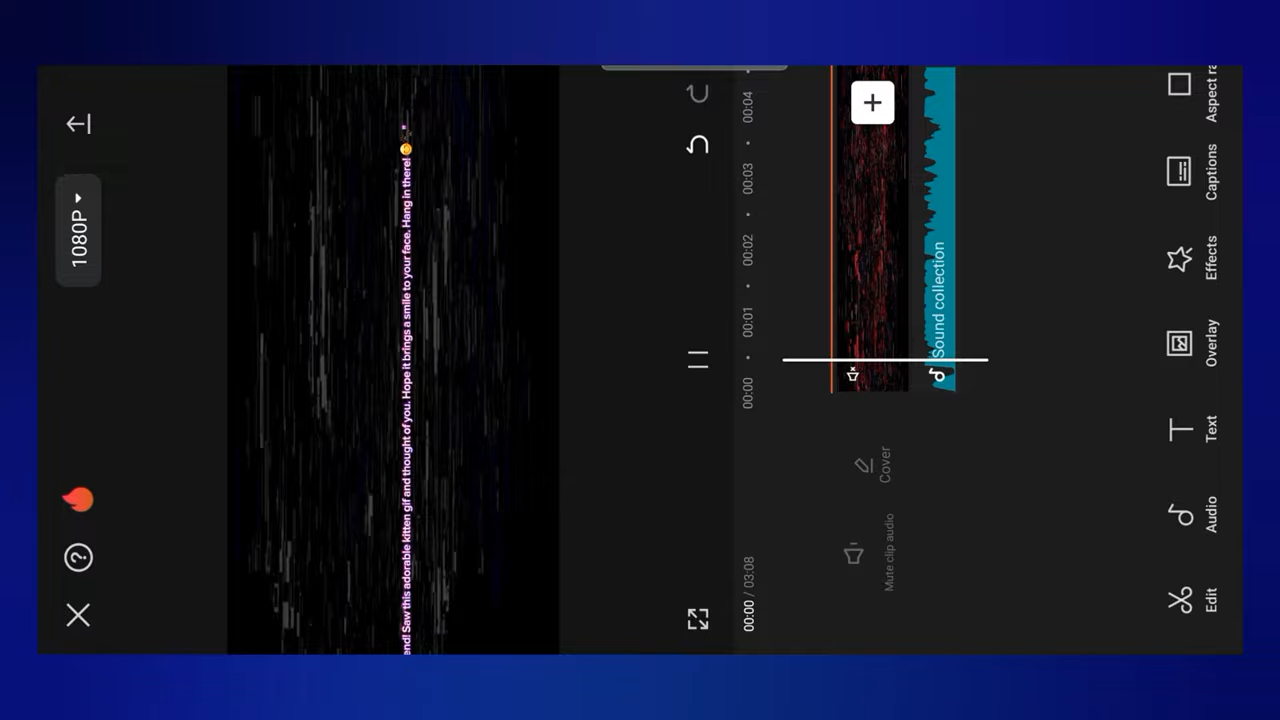 1080P
end! Saw this adorable kitten gif and thought of you. Hope it brings a smile to your face. Hang in there! 😊 "
00:00 / 03:08
00:00
00:01
00:02
00:03
00:04
Mute clip audio
Cover
Sound collection
Edit
Audio
Text
Overlay
Effects
Captions
Aspect ra